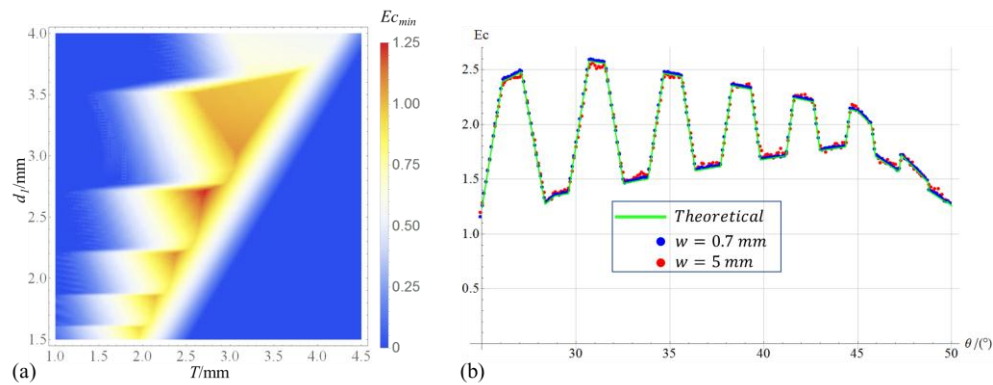 Ec_min
4.0
3.5
3.0
2.5
2.0
1.5
d_l/mm
1.0 1.5 2.0 2.5 3.0 3.5 4.0 4.5
T/mm
1.25
1.00
0.75
0.50
0.25
0
(a)
Ec
2.5
2.0
1.5
1.0
0.5
30 35 40 45 50
θ/(°)
Theoretical
w = 0.7 mm
w = 5 mm
(b)